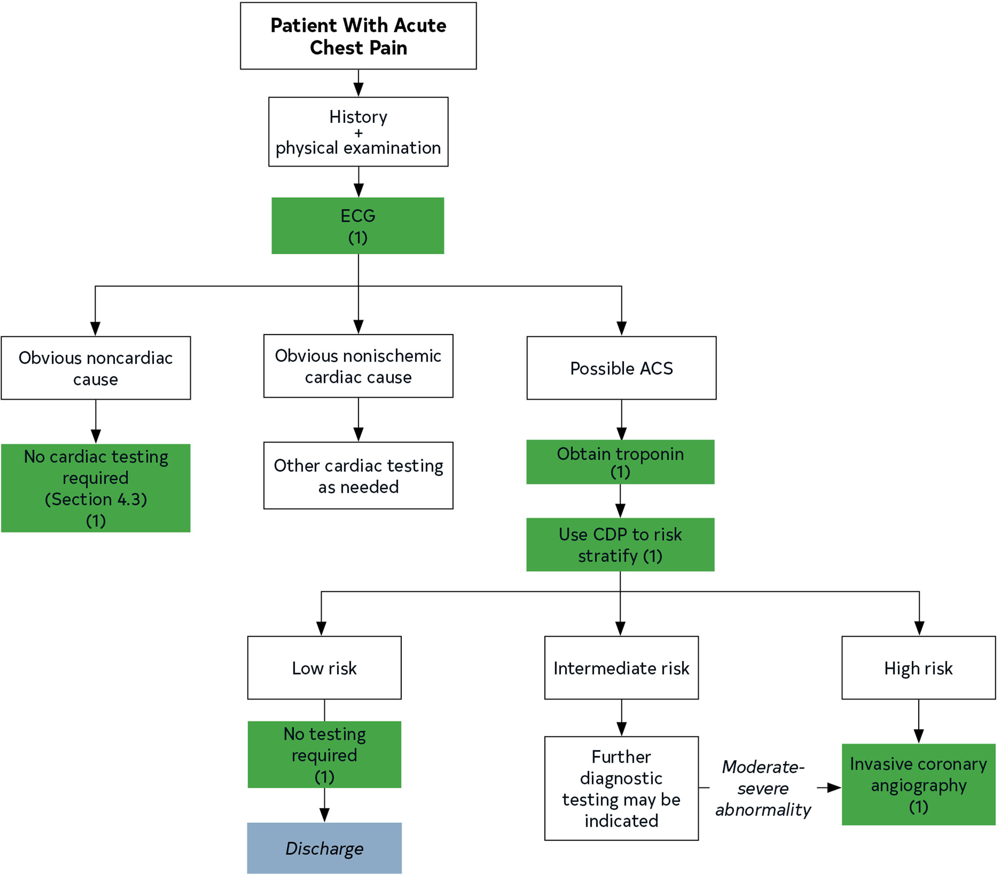 Patient With Acute
Chest Pain
History
+
physical examination
ECG
(1)
Obvious noncardiac
cause
Obvious nonischemic
cardiac cause
Possible ACS
No cardiac testing
required
(Section 4.3)
(1)
Other cardiac testing
as needed
Obtain troponin
(1)
Use CDP to risk
stratify (1)
Low risk
Intermediate risk
High risk
No testing
required
(1)
Further
diagnostic
testing may be
indicated
Moderate-
severe
abnormality
Invasive coronary
angiography
(1)
Discharge